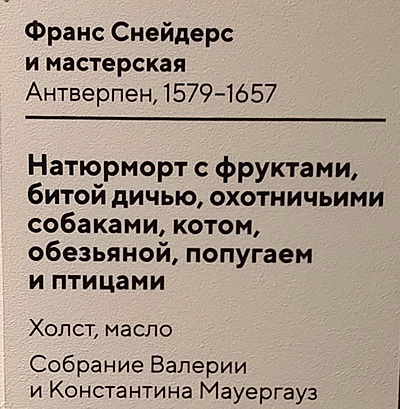 Франс Снейдерс
и мастерская
Антверпен, 1579–1657
Натюрморт с фруктами,
битой дичью, охотничьими
собаками, котом,
обезьяной, попугаем
и птицами
Холст, масло
Собрание Валерии
и Константина Мауергауз